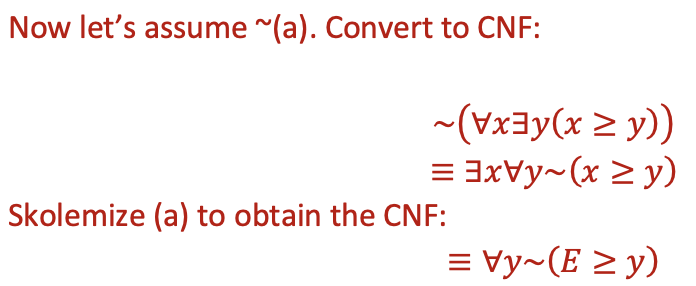 Now let's assume ~(a). Convert to CNF:
~(∀x∃y(x ≥ y))
≡ ∃x∀y~(x ≥ y)
Skolemize (a) to obtain the CNF:
≡ ∀y~(E ≥ y)